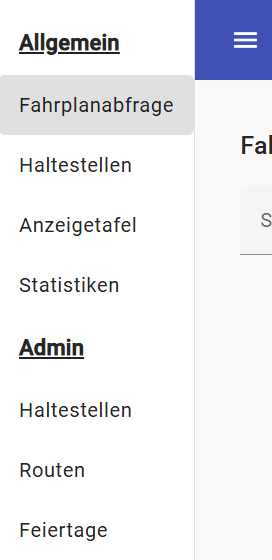 Allgemein
Fahrplanabfrage
Haltestellen
Anzeigetafel
Statistiken
Admin
Haltestellen
Routen
Feiertage